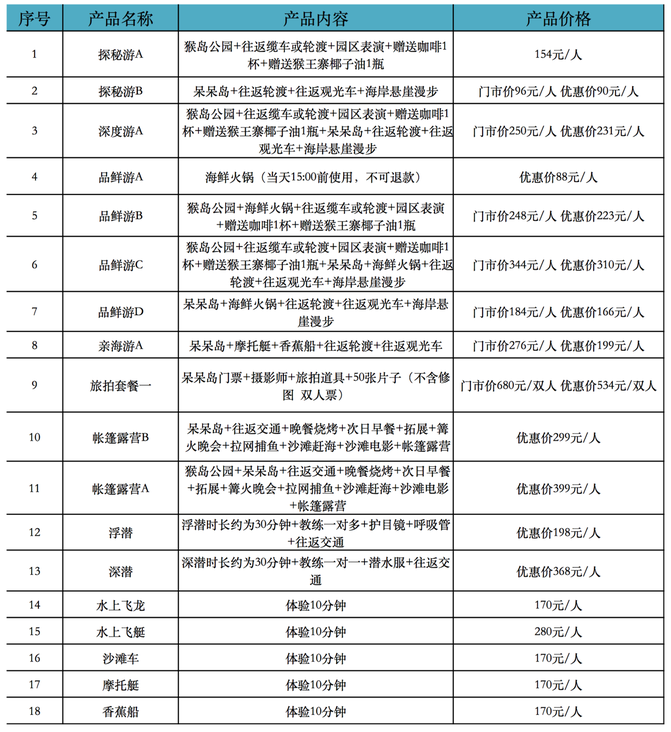 序号 产品名称 产品内容 产品价格
1 探秘游A 猴岛公园+往返缆车或轮渡+园区表演+赠送咖啡1 154元/人
杯+赠送猴王寨椰子油1瓶
2 探秘游B 呆呆岛+往返轮渡+往返观光车+海岸悬崖漫步 门市价96元/人 优惠价90元/人
3 深度游A 猴岛公园+往返缆车或轮渡+园区表演+赠送咖啡1 门市价250元/人 优惠价231元/人
杯+赠送猴王寨椰子油1瓶+呆呆岛+往返轮渡+往返
观光车+海岸悬崖漫步
4 品鲜游A 海鲜火锅（当天15:00前使用，不可退款） 优惠价88元/人
5 品鲜游B 猴岛公园+海鲜火锅+往返缆车或轮渡+园区表演 门市价248元/人 优惠价223元/人
+赠送咖啡1杯+赠送猴王寨椰子油1瓶
6 品鲜游C 猴岛公园+往返缆车或轮渡+园区表演+赠送咖啡1 门市价344元/人 优惠价310元/人
杯+赠送猴王寨椰子油1瓶+呆呆岛+海鲜火锅+往返
轮渡+往返观光车+海岸悬崖漫步
7 品鲜游D 呆呆岛+海鲜火锅+往返轮渡+往返观光车+海岸悬 门市价184元/人 优惠价166元/人
崖漫步
8 亲海游A 呆呆岛+摩托艇+香蕉船+往返轮渡+往返观光车 门市价276元/人 优惠价199元/人
9 旅拍套餐一 呆呆岛门票+摄影师+旅拍道具+50张片子（不含修 门市价680元/双人 优惠价534元/双人
图 双人票）
10 帐篷露营B 呆呆岛+往返交通+晚餐烧烤+次日早餐+拓展+篝 优惠价299元/人
火晚会+拉网捕鱼+沙滩赶海+沙滩电影+帐篷露营
11 帐篷露营A 猴岛公园+呆呆岛+往返交通+晚餐烧烤+次日早餐 优惠价399元/人
+拓展+篝火晚会+拉网捕鱼+沙滩赶海+沙滩电影
+帐篷露营
12 浮潜 浮潜时长约为30分钟+教练一对多+护目镜+呼吸管 优惠价198元/人
+往返交通
13 深潜 深潜时长约为30分钟+教练一对一+潜水服+往返交 优惠价368元/人
通
14 水上飞龙 体验10分钟 170元/人
15 水上飞艇 体验10分钟 280元/人
16 沙滩车 体验10分钟 170元/人
17 摩托艇 体验10分钟 170元/人
18 香蕉船 体验10分钟 170元/人